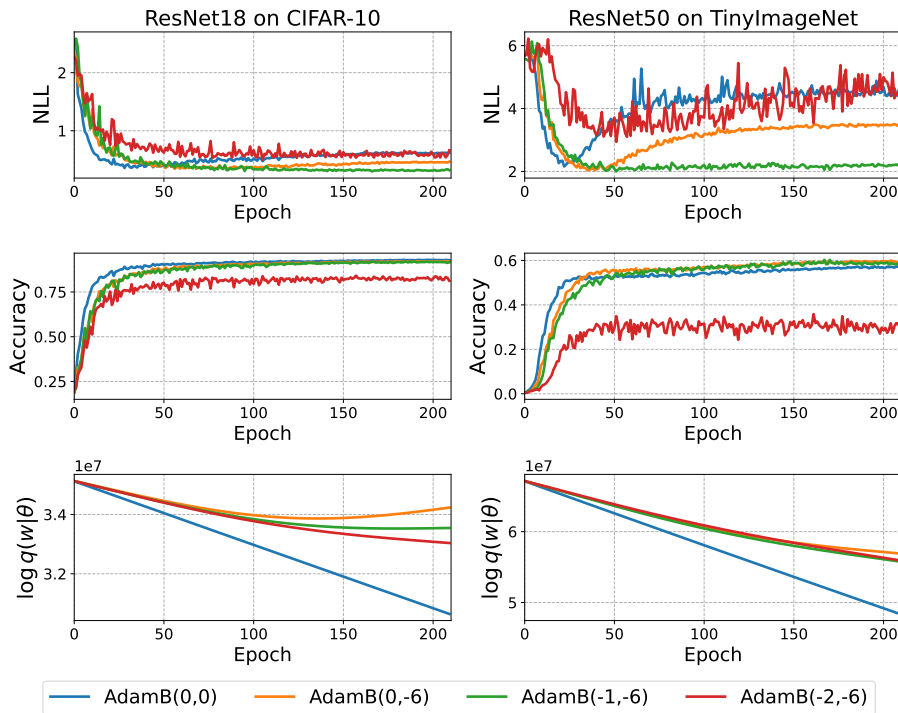 ResNet18 on CIFAR-10
ResNet50 on TinyImageNet
NLL
2
1
0 50 100 150 200
Epoch
NLL
6
4
2
0 50 100 150 200
Epoch
Accuracy
0.75
0.50
0.25
0 50 100 150 200
Epoch
Accuracy
0.6
0.4
0.2
0.0
0 50 100 150 200
Epoch
1e7
log q(w|θ)
3.4
3.2
0 50 100 150 200
Epoch
1e7
log q(w|θ)
6
5
0 50 100 150 200
Epoch
AdamB(0,0) AdamB(0,-6) AdamB(-1,-6) AdamB(-2,-6)